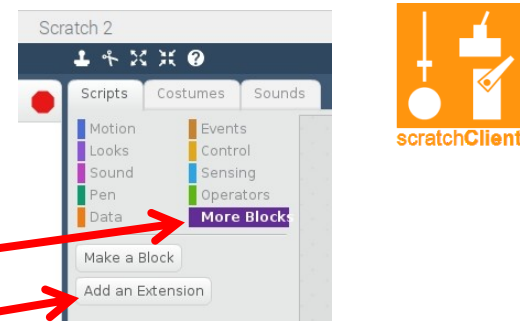 Scratch 2
Scripts Costumes Sounds
Motion Events
Looks Control
Sound Sensing
Pen Operators
Data More Blocks
Make a Block
Add an Extension
scratchClient